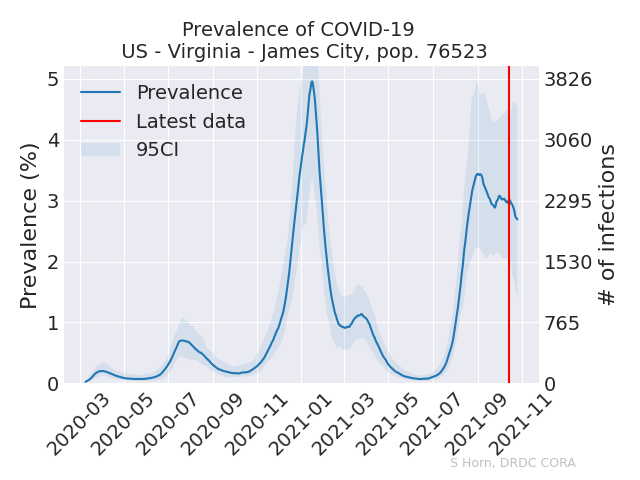 Prevalence of COVID-19
US - Virginia - James City, pop. 76523
Prevalence
Latest data
95CI
Prevalence (%)
5
4
3
2
1
0
3826
3060
2295
1530
765
0
# of infections
2020-03
2020-05
2020-07
2020-09
2020-11
2021-01
2021-03
2021-05
2021-07
2021-09
2021-11
S Horn, DRDC CORA